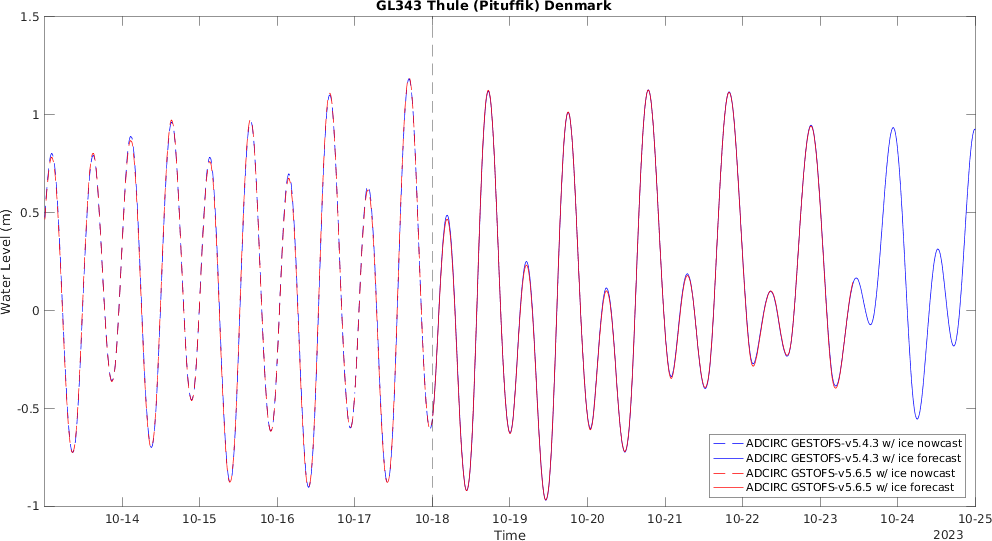 GL343 Thule (Pituffik) Denmark
1.5
1
0.5
0
-0.5
-1
Water Level (m)
10-14 10-15 10-16 10-17 10-18 10-19 10-20 10-21 10-22 10-23 10-24 10-25
Time
2023
ADCIRC GESTOFS-v5.4.3 w/ ice nowcast
ADCIRC GESTOFS-v5.4.3 w/ ice forecast
ADCIRC GSTOFS-v5.6.5 w/ ice nowcast
ADCIRC GSTOFS-v5.6.5 w/ ice forecast